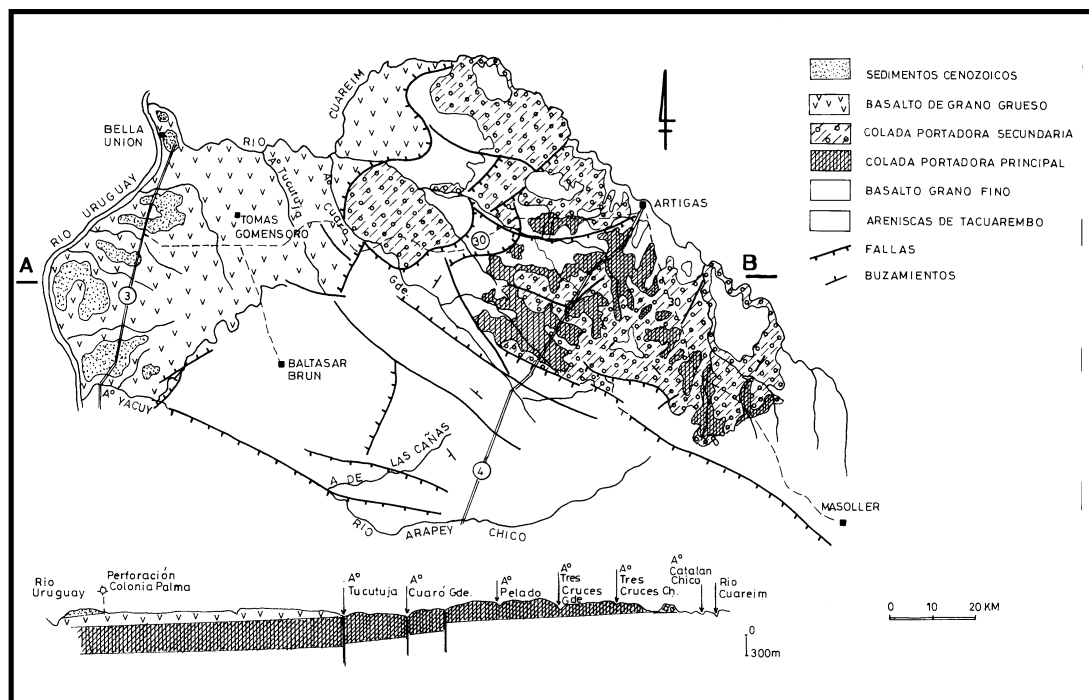 SEDIMENTOS CENOZOICOS
BASALTO DE GRANO GRUESO
COLADA PORTADORA SECUNDARIA
COLADA PORTADORA PRINCIPAL
BASALTO GRANO FINO
ARENISCAS DE TACUAREMBO
FALLAS
BUZAMIENTOS
CUAREIM
RIO
BELLA
UNION
RIO URUGUAY
Aº Tucutuja
Aº Cuaro
Gde
TOMAS
GOMENSORO
ARTIGAS
30
30
A
B
3
BALTASAR
BRUN
Aº YACUY
A. DE LAS CAÑAS
4
RIO ARAPEY CHICO
MASOLLER
Río
Uruguay
Perforación
Colonia Palma
Aº
Tucutuja
Aº
Cuaró Gde.
Aº
Pelado
Aº
Tres
Cruces
Gde
Aº
Tres
Cruces Ch.
Aº
Catalan
Chico
Rio
Cuareim
0
300m
0 10 20 KM